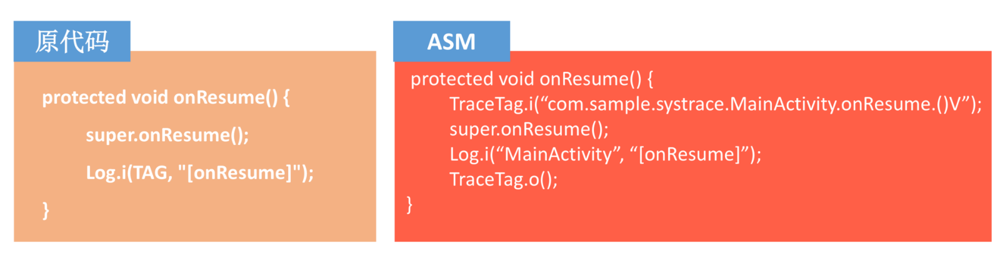 原代码
protected void onResume() {
super.onResume();
Log.i(TAG, "[onResume]");
}
ASM
protected void onResume() {
TraceTag.i(“com.sample.systrace.MainActivity.onResume.()V”);
super.onResume();
Log.i(“MainActivity”, “[onResume]”);
TraceTag.o();
}